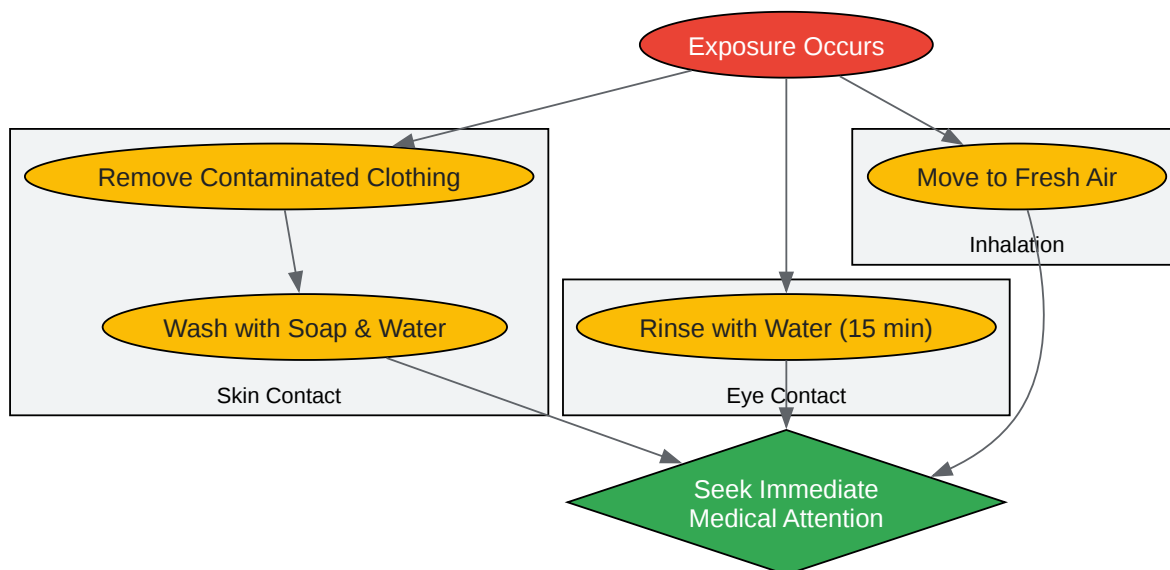 Exposure Occurs
Remove Contaminated Clothing
Move to Fresh Air
Inhalation
Wash with Soap & Water
Rinse with Water (15 min)
Skin Contact
Eye Contact
Seek Immediate
Medical Attention